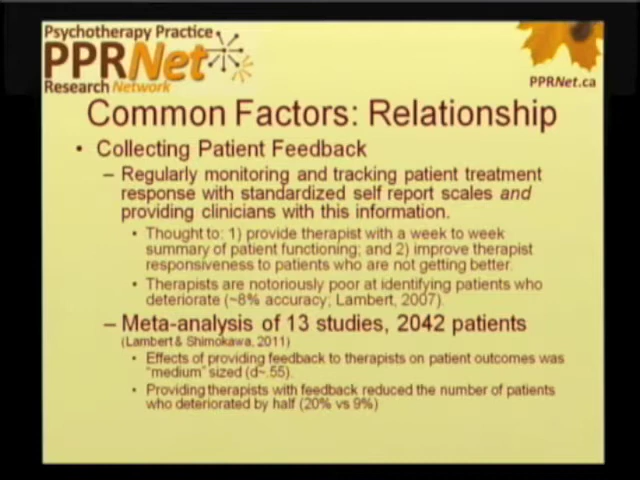 Psychotherapy Practice
PPRNet
Research Network
PPRNet.ca
Common Factors: Relationship
• Collecting Patient Feedback
– Regularly monitoring and tracking patient treatment
response with standardized self report scales and
providing clinicians with this information.
• Thought to: 1) provide therapist with a week to week
summary of patient functioning; and 2) improve therapist
responsiveness to patients who are not getting better.
• Therapists are notoriously poor at identifying patients who
deteriorate (~8% accuracy; Lambert, 2007).
– Meta-analysis of 13 studies, 2042 patients
(Lambert & Shimokawa, 2011)
• Effects of providing feedback to therapists on patient outcomes was
"medium" sized (d~.55).
• Providing therapists with feedback reduced the number of patients
who deteriorated by half (20% vs 9%)